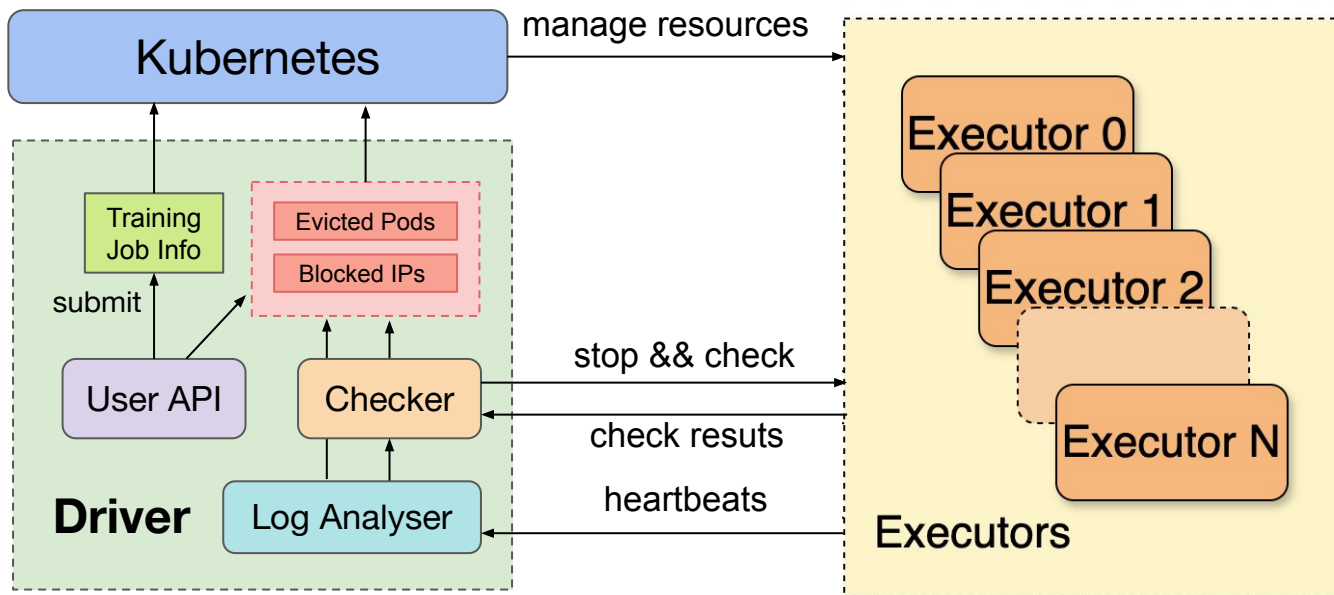 Kubernetes
manage resources
Training
Job Info
Evicted Pods
Blocked IPs
submit
User API
Checker
Log Analyser
Driver
stop && check
check resuts
heartbeats
Executor 0
Executor 1
Executor 2
Executor N
Executors